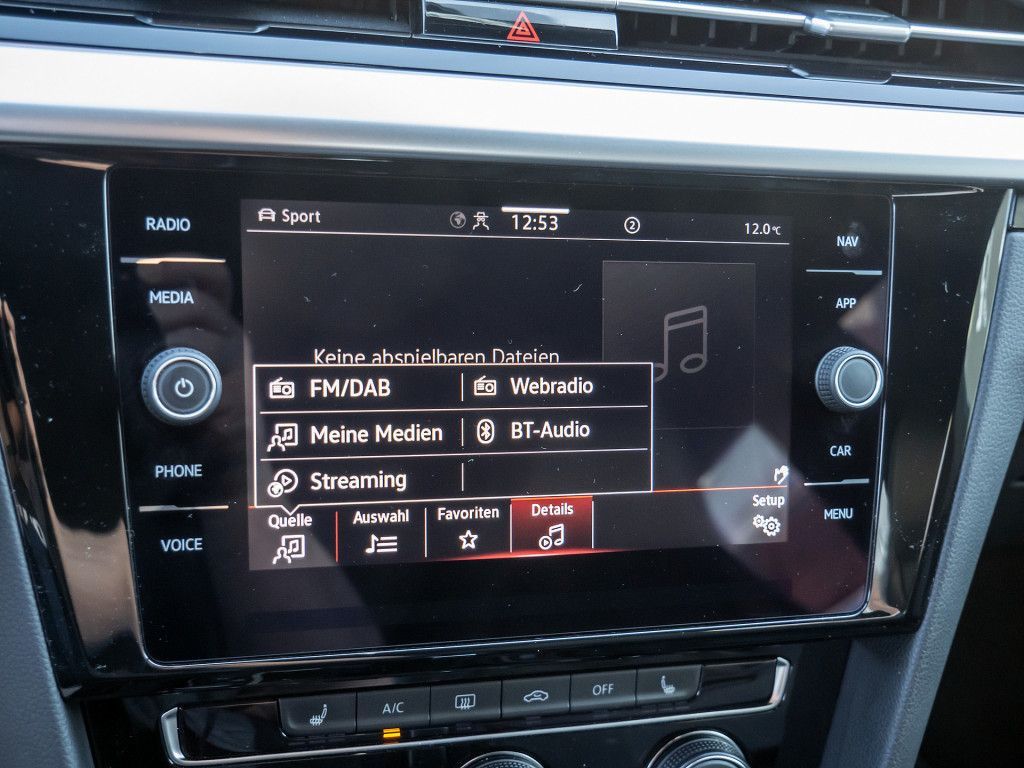 RADIO
MEDIA
PHONE
VOICE
Sport
12:53
2
12.0°C
Keine abspielbaren Dateien
FM/DAB
Webradio
Meine Medien
BT-Audio
Streaming
Quelle
Auswahl
Favoriten
Details
Setup
NAV
APP
CAR
MENU
A/C
OFF